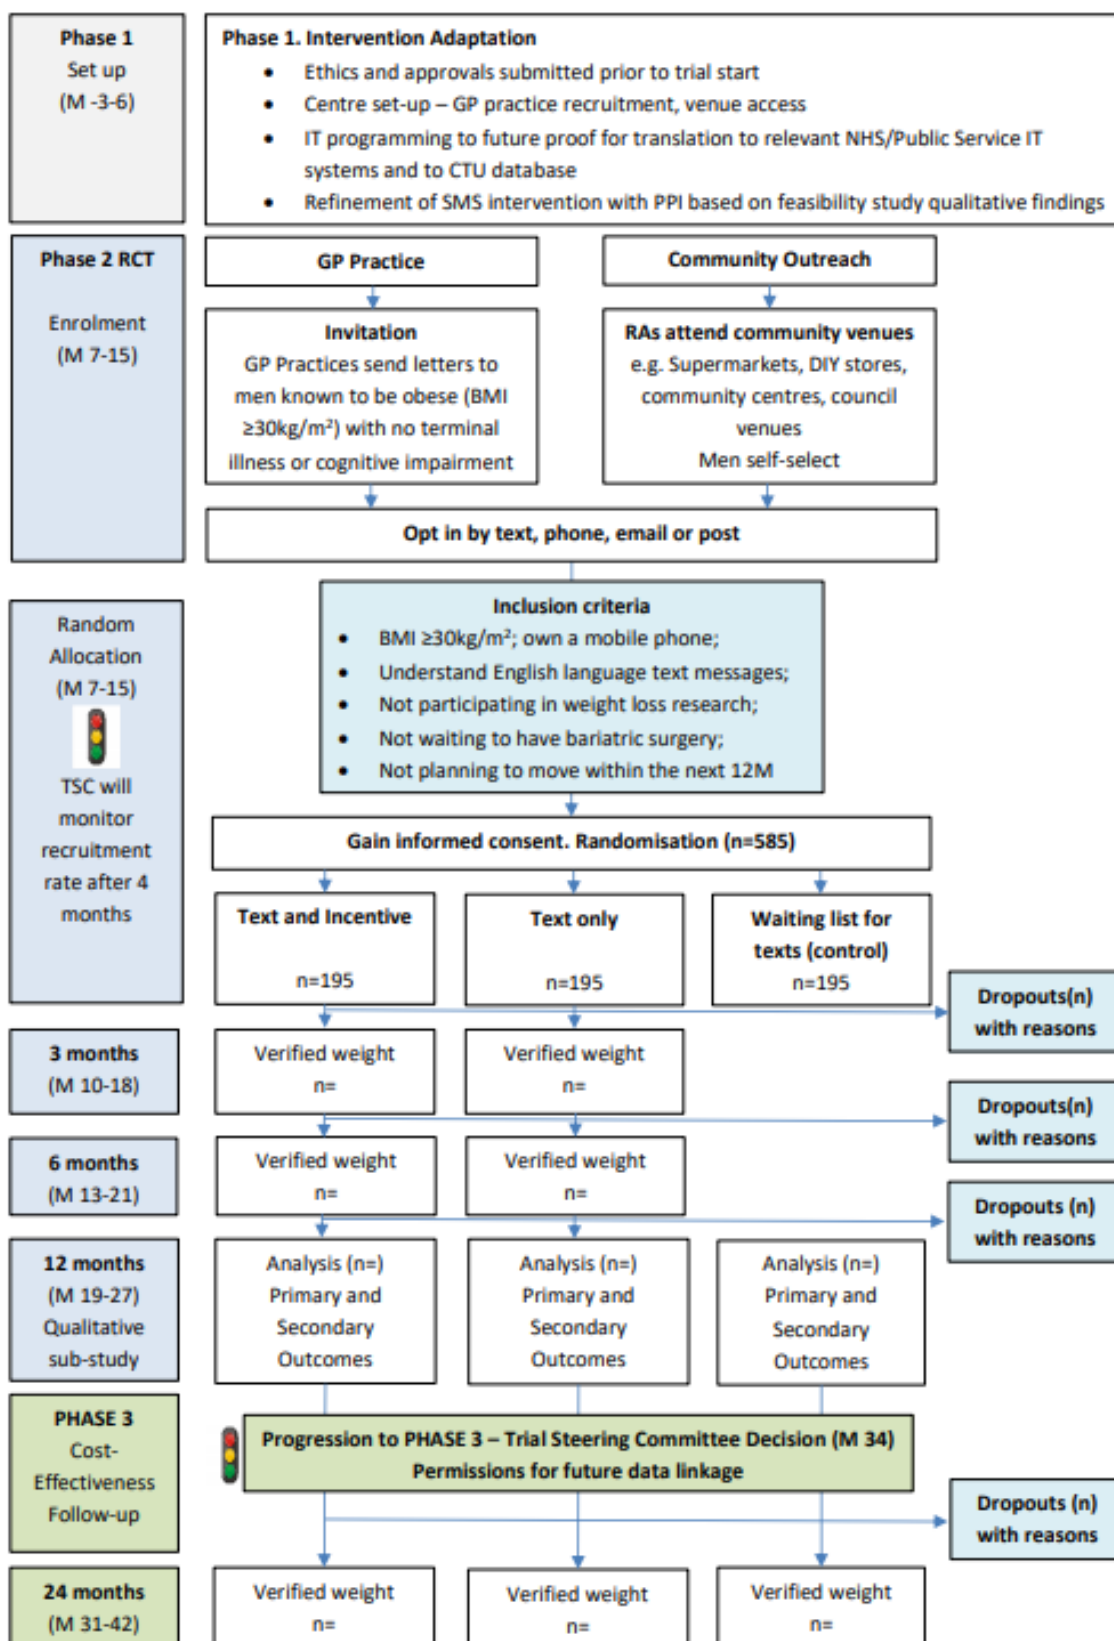 Phase 1
Set up
(M -3-6)
Phase 1. Intervention Adaptation
• Ethics and approvals submitted prior to trial start
• Centre set-up – GP practice recruitment, venue access
• IT programming to future proof for translation to relevant NHS/Public Service IT
systems and to CTU database
• Refinement of SMS intervention with PPI based on feasibility study qualitative findings
Phase 2 RCT
Enrolment
(M 7-15)
GP Practice
Community Outreach
Invitation
GP Practices send letters to
men known to be obese (BMI
≥30kg/m²) with no terminal
illness or cognitive impairment
RAs attend community venues
e.g. Supermarkets, DIY stores,
community centres, council
venues
Men self-select
Opt in by text, phone, email or post
Random
Allocation
(M 7-15)
TSC will
monitor
recruitment
rate after 4
months
Inclusion criteria
• BMI ≥30kg/m²; own a mobile phone;
• Understand English language text messages;
• Not participating in weight loss research;
• Not waiting to have bariatric surgery;
• Not planning to move within the next 12M
Gain informed consent. Randomisation (n=585)
Text and Incentive
n=195
Text only
n=195
Waiting list for
texts (control)
n=195
Dropouts(n)
with reasons
3 months
(M 10-18)
Verified weight
n=
Verified weight
n=
Dropouts(n)
with reasons
6 months
(M 13-21)
Verified weight
n=
Verified weight
n=
Dropouts (n)
with reasons
12 months
(M 19-27)
Qualitative
sub-study
Analysis (n=)
Primary and
Secondary
Outcomes
Analysis (n=)
Primary and
Secondary
Outcomes
Analysis (n=)
Primary and
Secondary
Outcomes
PHASE 3
Cost-
Effectiveness
Follow-up
Progression to PHASE 3 – Trial Steering Committee Decision (M 34)
Permissions for future data linkage
Dropouts (n)
with reasons
24 months
(M 31-42)
Verified weight
n=
Verified weight
n=
Verified weight
n=